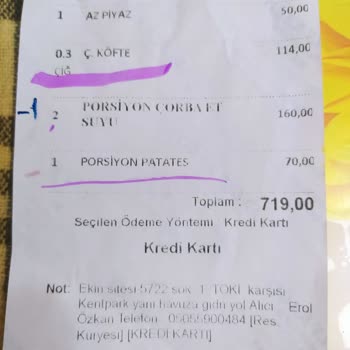 1 AZ PİYAZ 50,00
0.3 Ç. KÖFTE 114,00
ÇİĞ
-1
2 PORSİYON ÇORBA ET 160,00
SUYU
1 PORSİYON PATATES 70,00
Toplam : 719,00
Seçilen Ödeme Yöntemi Kredi Kartı
Kredi Kartı
Not: Ekin sitesi 5722 sok 1 TOKİ karşısı
Kentpark yanı havuza gidn yol Alıcı Erol
Özkan Telefon 05055900484 [Res.
Kuryesi] [KREDİ KARTI]